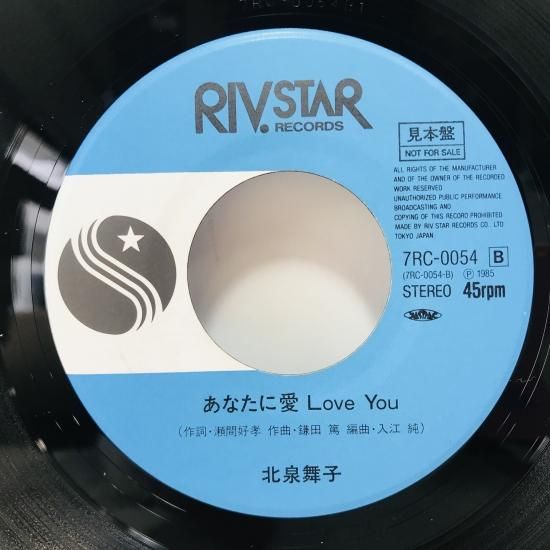 RIV.STAR
RECORDS
見本盤
NOT FOR SALE
ALL RIGHTS OF THE MANUFACTURER
AND OF THE OWNER OF THE RECORDED
WORK RESERVED
UNAUTHORIZED PUBLIC PERFORMANCE
BROADCASTING AND
COPYING OF THIS RECORD PROHIBITED
MADE BY RIV STAR RECORDS CO. LTD
TOKYO JAPAN
7RC-0054 B
(7RC-0054-B) Ⓟ 1985
STEREO 45rpm
あなたに愛 Love You
(作詞・瀬間好孝 作曲・鎌田 篤 編曲・入江 純)
北泉舞子